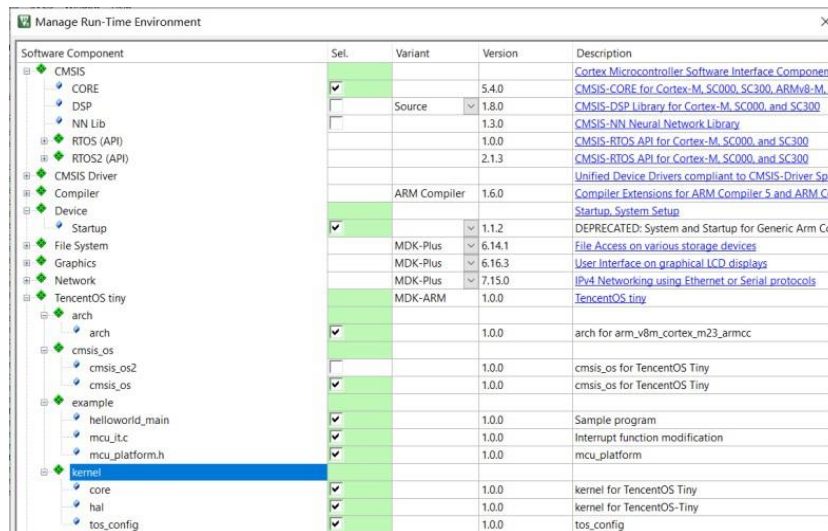 Manage Run-Time Environment
Software Component Sel. Variant Version Description
CMSIS Cortex Microcontroller Software Interface Componen
CORE 5.4.0 CMSIS-CORE for Cortex-M, SC000, SC300, ARMv8-M,
DSP Source 1.8.0 CMSIS-DSP Library for Cortex-M, SC000, and SC300
NN Lib 1.3.0 CMSIS-NN Neural Network Library
RTOS (API) 1.0.0 CMSIS-RTOS API for Cortex-M, SC000, and SC300
RTOS2 (API) 2.1.3 CMSIS-RTOS API for Cortex-M, SC000, and SC300
CMSIS Driver Unified Device Drivers compliant to CMSIS-Driver Sp
Compiler ARM Compiler 1.6.0 Compiler Extensions for ARM Compiler 5 and ARM C
Device Startup, System Setup
Startup 1.1.2 DEPRECATED: System and Startup for Generic Arm Co
File System MDK-Plus 6.14.1 File Access on various storage devices
Graphics MDK-Plus 6.16.3 User Interface on graphical LCD displays
Network MDK-Plus 7.15.0 IPv4 Networking using Ethernet or Serial protocols
TencentOS tiny MDK-ARM 1.0.0 TencentOS tiny
arch
arch 1.0.0 arch for arm_v8m_cortex_m23_armcc
cmsis_os
cmsis_os2 1.0.0 cmsis_os for TencentOS Tiny
cmsis_os 1.0.0 cmsis_os for TencentOS Tiny
example
helloworld_main 1.0.0 Sample program
mcu_it.c 1.0.0 Interrupt function modification
mcu_platform.h 1.0.0 mcu_platform
kernel
core 1.0.0 kernel for TencentOS Tiny
hal 1.0.0 kernel for TencentOS-Tiny
tos_config 1.0.0 tos_config